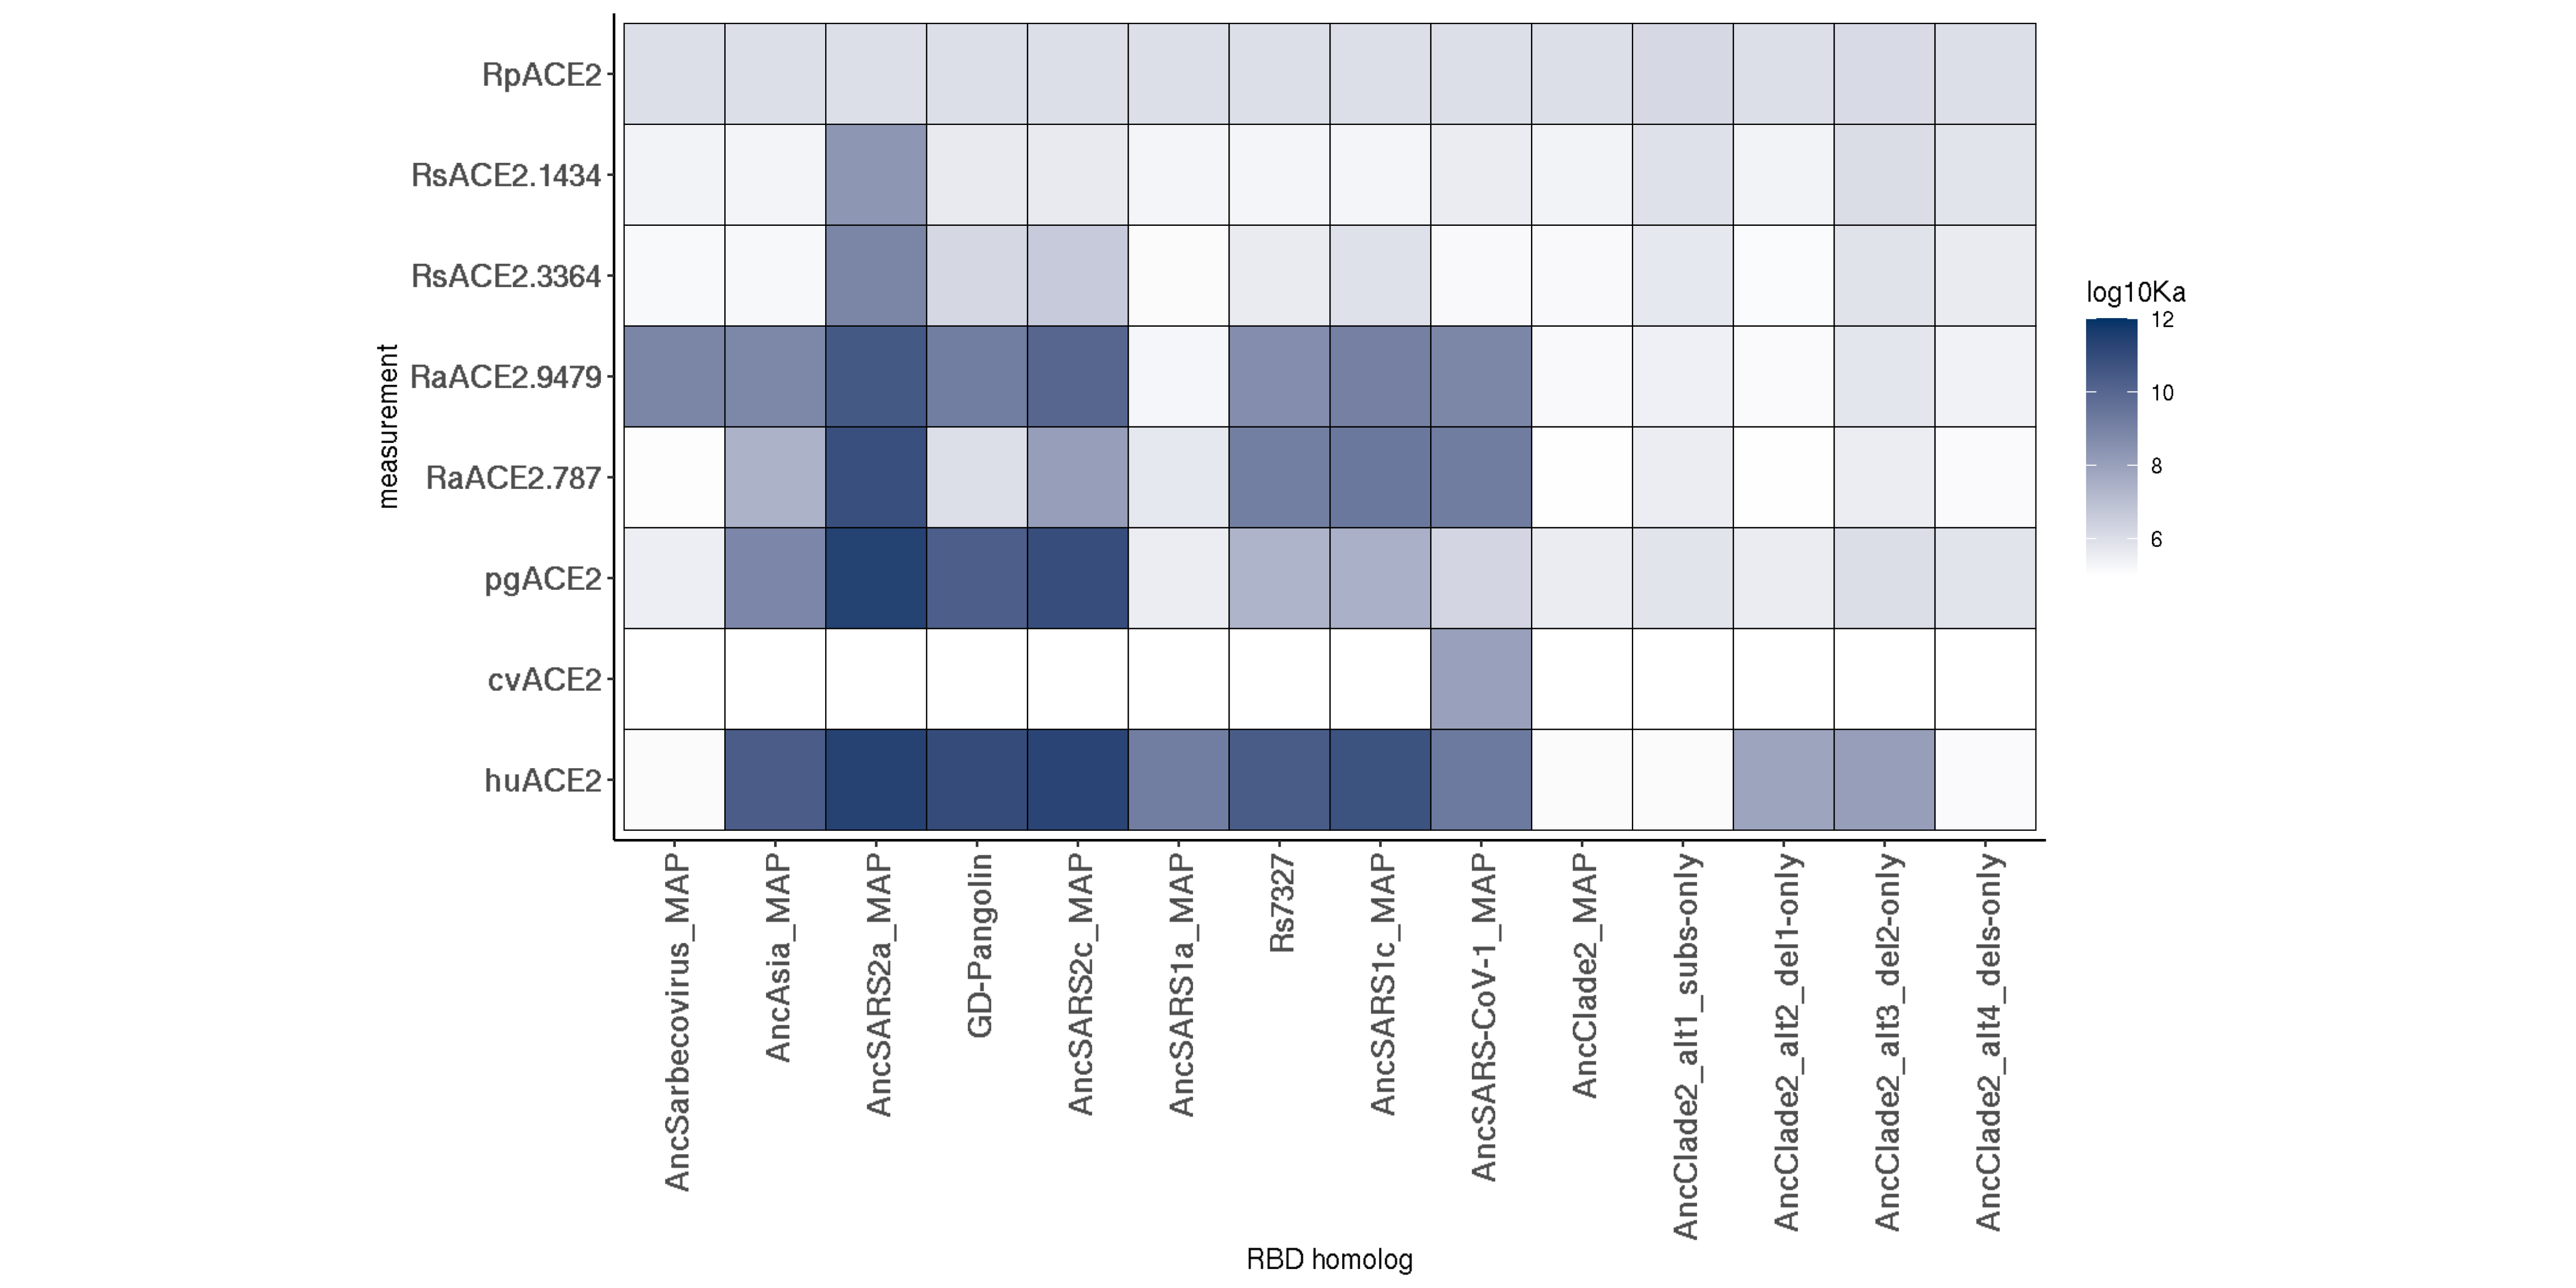 RpACE2
RsACE2.1434
RsACE2.3364
RaACE2.9479
RaACE2.787
pgACE2
cvACE2
huACE2
measurement
AncSarbecovirus_MAP
AncAsia_MAP
AncSARS2a_MAP
GD-Pangolin
AncSARS2c_MAP
AncSARS1a_MAP
Rs7327
AncSARS1c_MAP
AncSARS-CoV-1_MAP
AncClade2_MAP
AncClade2_alt1_subs-only
AncClade2_alt2_del1-only
AncClade2_alt3_del2-only
AncClade2_alt4_dels-only
RBD homolog
log10Ka
12
10
8
6